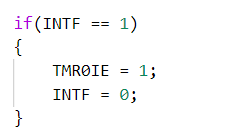 if(INTF == 1)
{
    TMR0IE = 1;
    INTF = 0;
}